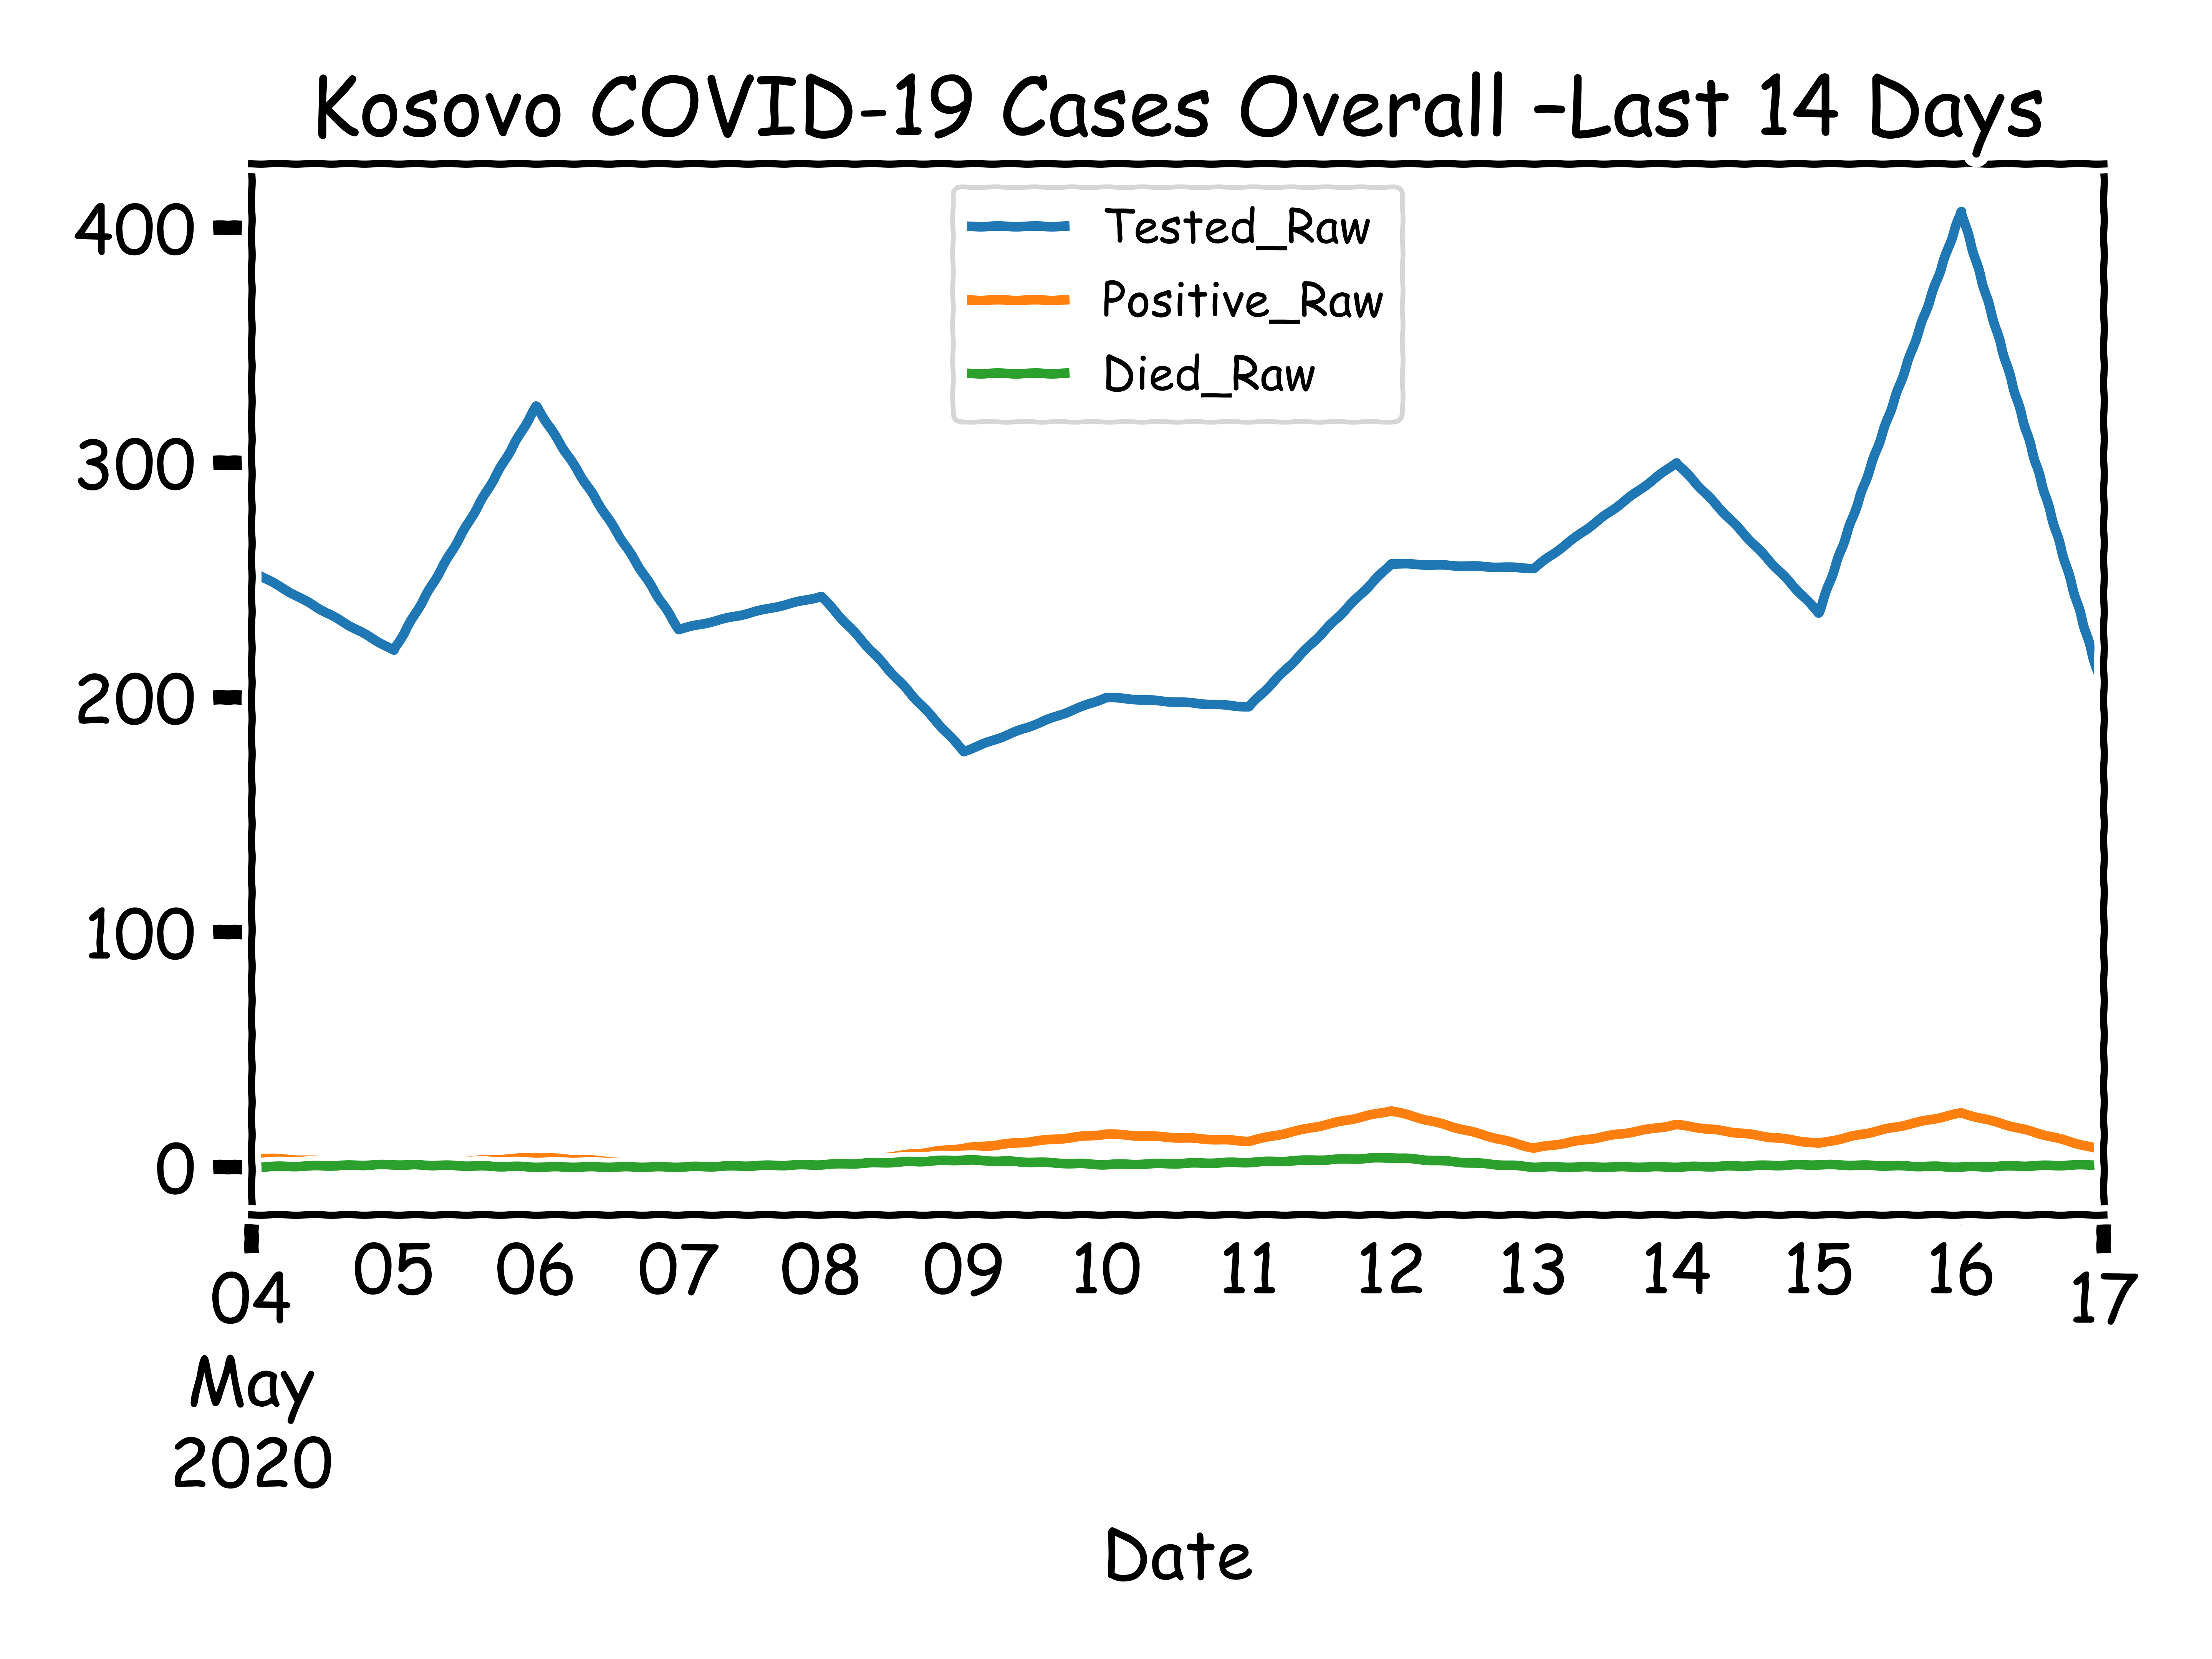 Kosovo COVID-19 Cases Overall -Last 14 Days
Tested_Raw
Positive_Raw
Died_Raw
400
300
200
100
0
04 05 06 07 08 09 10 11 12 13 14 15 16 17
May
2020
Date